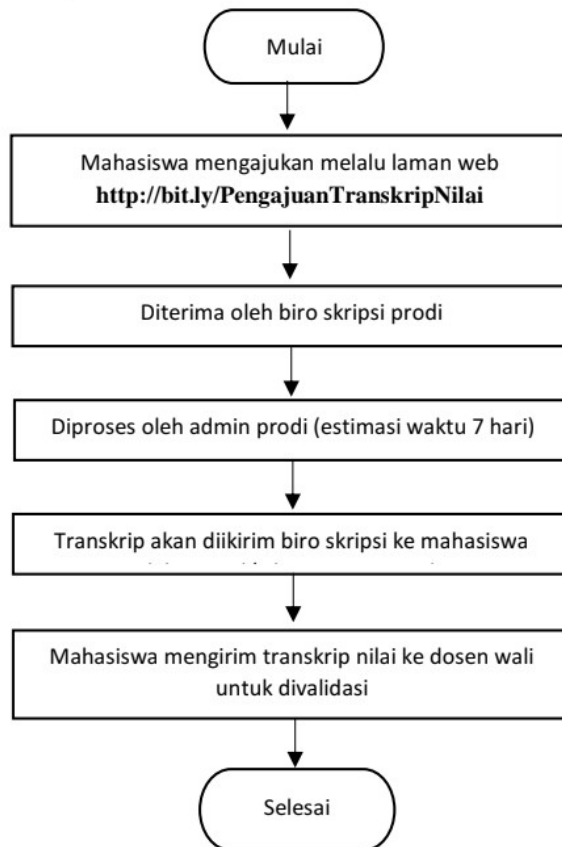 Mulai
Mahasiswa mengajukan melalu laman web
http://bit.ly/PengajuanTranskripNilai
Diterima oleh biro skripsi prodi
Diproses oleh admin prodi (estimasi waktu 7 hari)
Transkrip akan diikirim biro skripsi ke mahasiswa
Mahasiswa mengirim transkrip nilai ke dosen wali
untuk divalidasi
Selesai